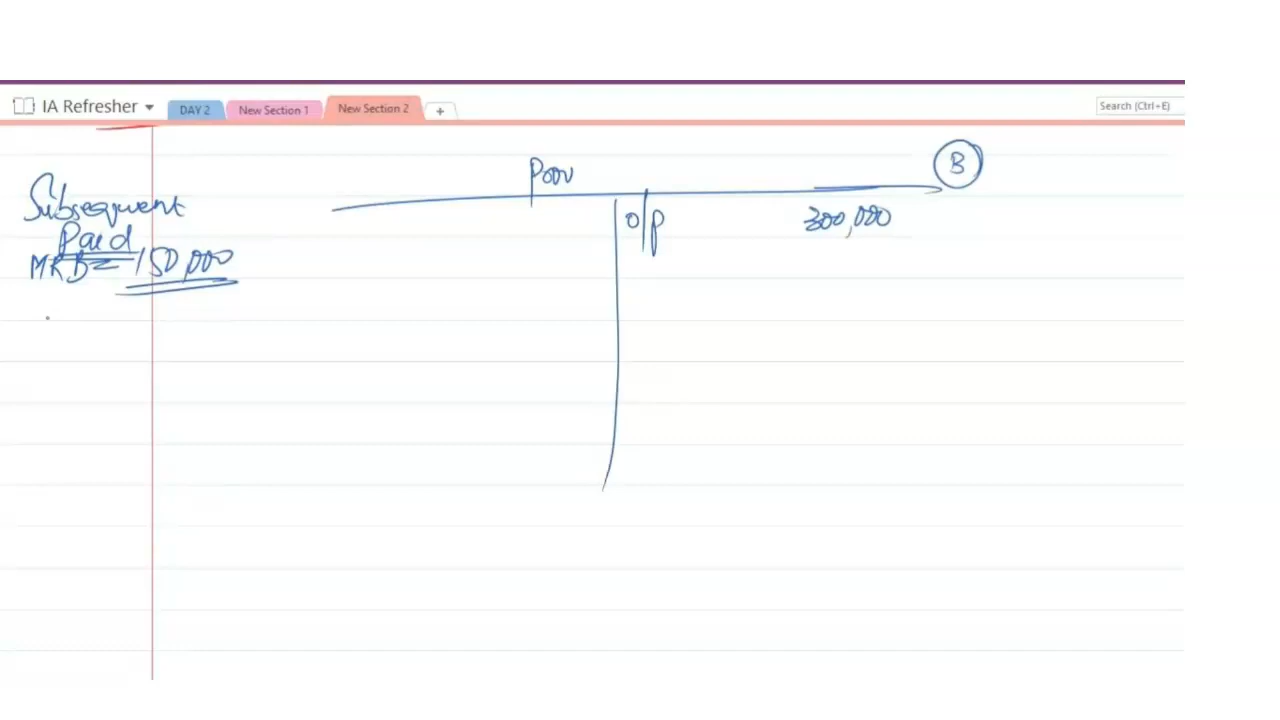 IA Refresher
DAY 2
New Section 1
New Section 2
+
Search (Ctrl+E)
Prov
B
Subsequent
Paid
o/p 300,000
MKB = 150,000